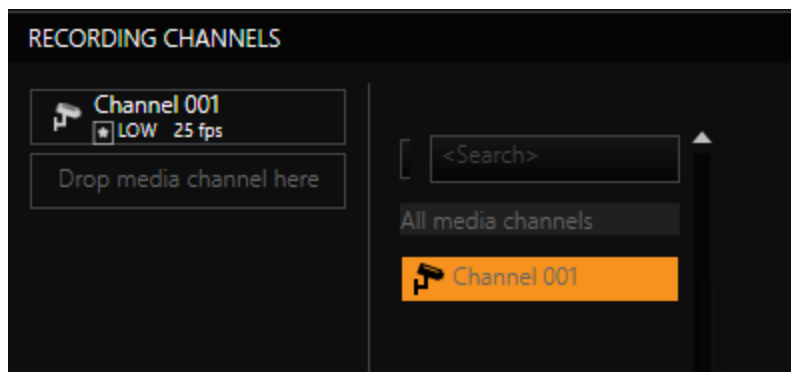 RECORDING CHANNELS
Channel 001
LOW 25 fps
Drop media channel here
<Search>
All media channels
Channel 001